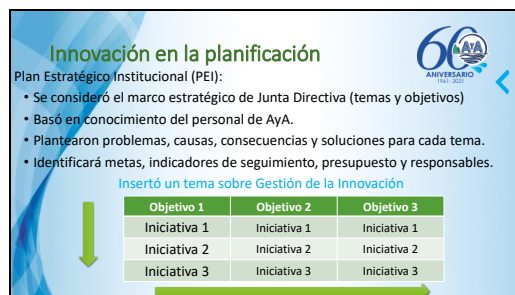 Innovación en la planificación
60 AyA
ANIVERSARIO
1961 - 2021
Plan Estratégico Institucional (PEI):
• Se consideró el marco estratégico de Junta Directiva (temas y objetivos)
• Basó en conocimiento del personal de AyA.
• Plantearon problemas, causas, consecuencias y soluciones para cada tema.
• Identificará metas, indicadores de seguimiento, presupuesto y responsables.
Insertó un tema sobre Gestión de la Innovación
Objetivo 1 Objetivo 2 Objetivo 3
Iniciativa 1 Iniciativa 1 Iniciativa 1
Iniciativa 2 Iniciativa 2 Iniciativa 2
Iniciativa 3 Iniciativa 3 Iniciativa 3